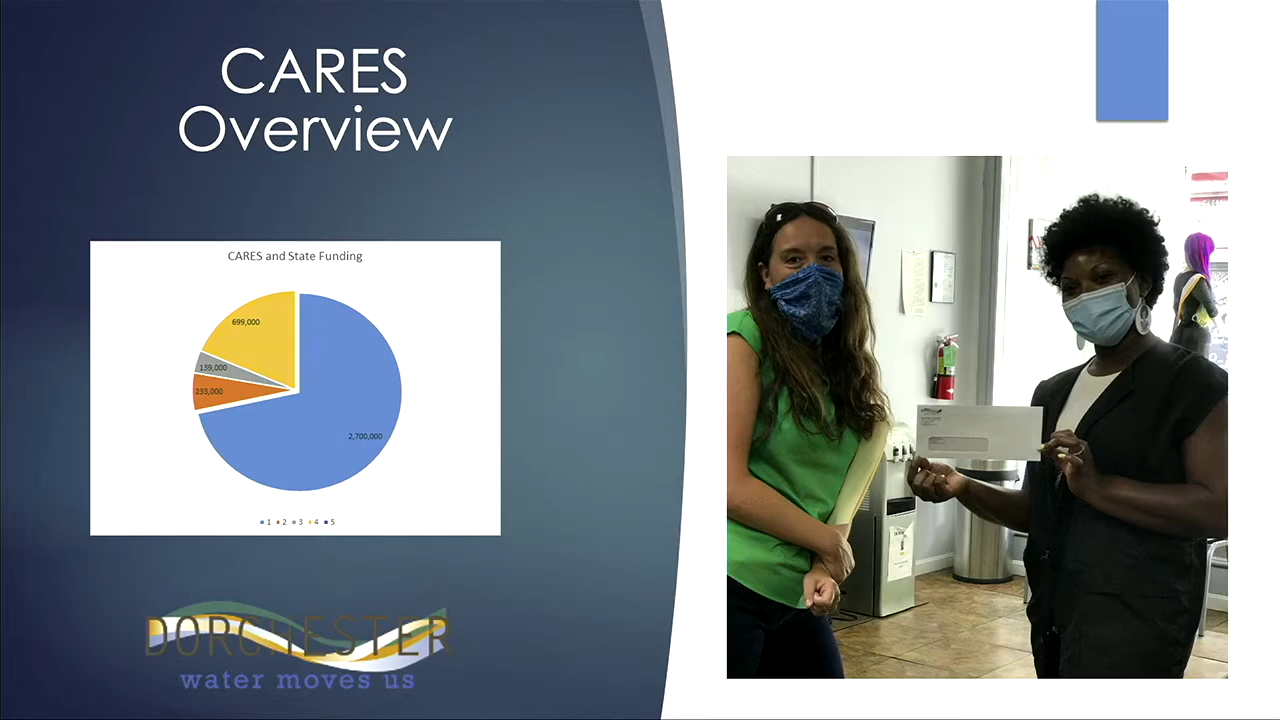 CARES
Overview
CARES and State Funding
699,000
139,000
233,000
2,700,000
1 2 3 4 5
DORCHESTER
water moves us